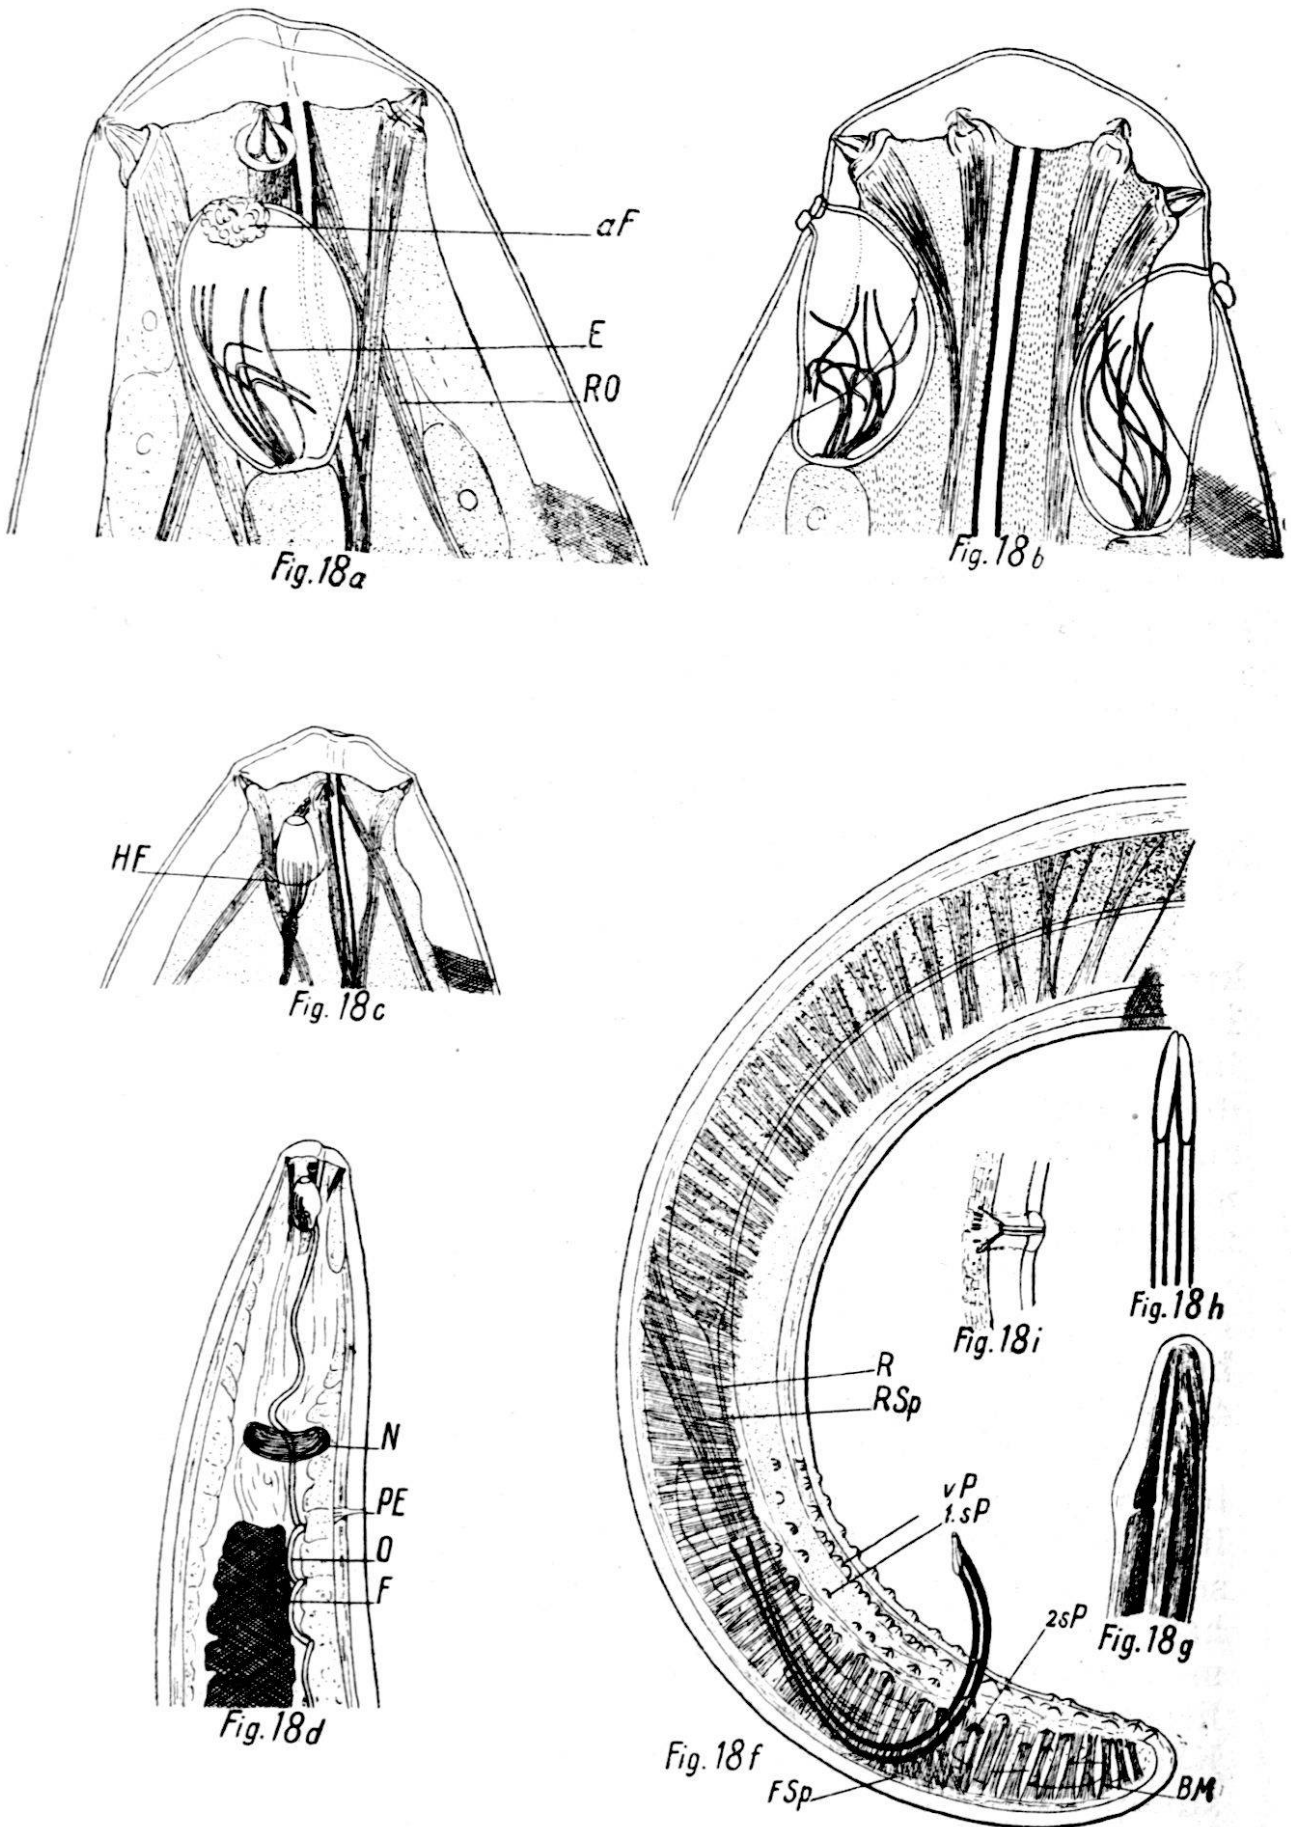 aF
E
RO
Fig. 18a
Fig. 18b
HF
Fig. 18c
N
PE
O
F
Fig. 18d
R
RSp
vP
1.sP
2sP
FSp
BM
Fig. 18f
Fig. 18i
Fig. 18h
Fig. 18g